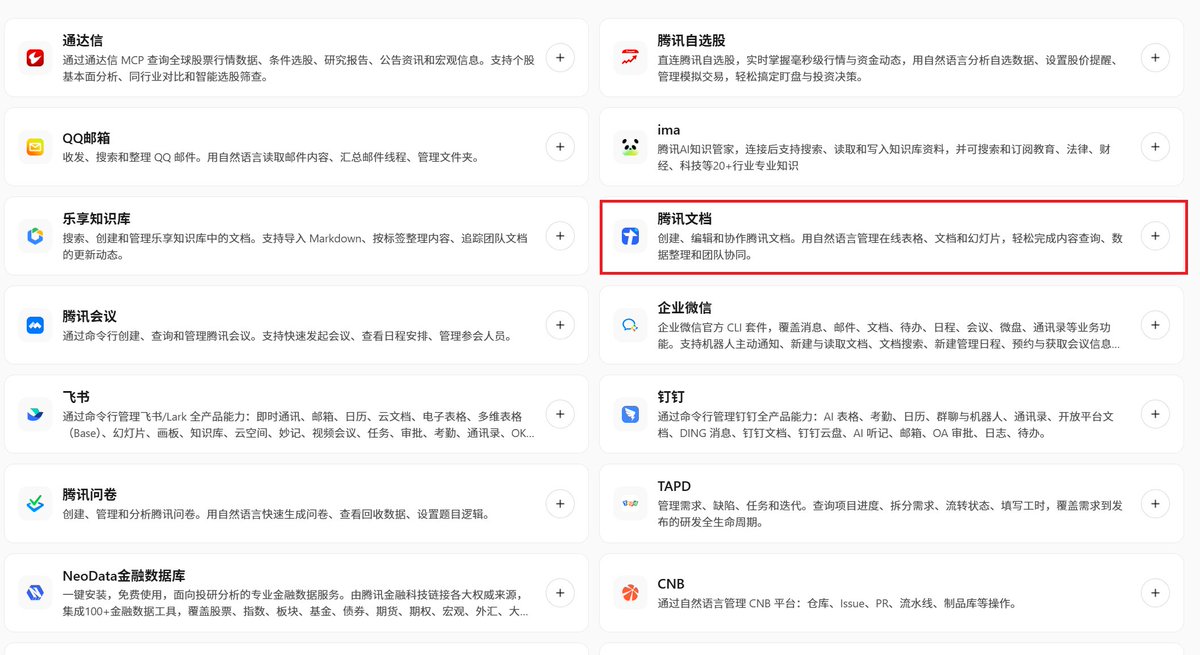 通达信
通过通达信 MCP 查询全球股票行情数据、条件选股、研究报告、公告资讯和宏观信息。支持个股
基本面分析、同行业对比和智能选股筛查。
腾讯自选股
直连腾讯自选股，实时掌握毫秒级行情与资金动态，用自然语言分析自选数据、设置股价提醒、
管理模拟交易，轻松搞定盯盘与投资决策。
QQ邮箱
收发、搜索和整理 QQ 邮件。用自然语言读取邮件内容、汇总邮件线程、管理文件夹。
ima
腾讯AI知识管家，连接后支持搜索、读取和写入知识库资料，并可搜索和订阅教育、法律、财
经、科技等20+行业专业知识
乐享知识库
搜索、创建和管理乐享知识库中的文档。支持导入 Markdown、按标签整理内容、追踪团队文档
的更新动态。
腾讯文档
创建、编辑和协作腾讯文档。用自然语言管理在线表格、文档和幻灯片，轻松完成内容查询、数
据整理和团队协同。
腾讯会议
通过命令行创建、查询和管理腾讯会议。支持快速发起会议、查看日程安排、管理参会人员。
企业微信
企业微信官方 CLI 套件，覆盖消息、邮件、文档、待办、日程、会议、微盘、通讯录等业务功
能。支持机器人主动通知、新建与读取文档、文档搜索、新建管理日程、预约与获取会议信息...
飞书
通过命令行管理飞书/Lark 全产品能力：即时通讯、邮箱、日历、云文档、电子表格、多维表格
（Base）、幻灯片、画板、知识库、云空间、妙记、视频会议、任务、审批、考勤、通讯录、OK...
钉钉
通过命令行管理钉钉全产品能力：AI 表格、考勤、日历、群聊与机器人、通讯录、开放平台文
档、DING 消息、钉钉文档、钉钉云盘、AI 听记、邮箱、OA 审批、日志、待办。
腾讯问卷
创建、管理和分析腾讯问卷。用自然语言快速生成问卷、查看回收数据、设置题目逻辑。
TAPD
管理需求、缺陷、任务和迭代。查询项目进度、拆分需求、流转状态、填写工时，覆盖需求到发
布的研发全生命周期。
NeoData金融数据库
一键安装，免费使用，面向投研分析的专业金融数据服务。由腾讯金融科技链接各大权威来源，
集成100+金融数据工具，覆盖股票、指数、板块、基金、债券、期货、期权、宏观、外汇、大...
CNB
通过自然语言管理 CNB 平台：仓库、Issue、PR、流水线、制品库等操作。